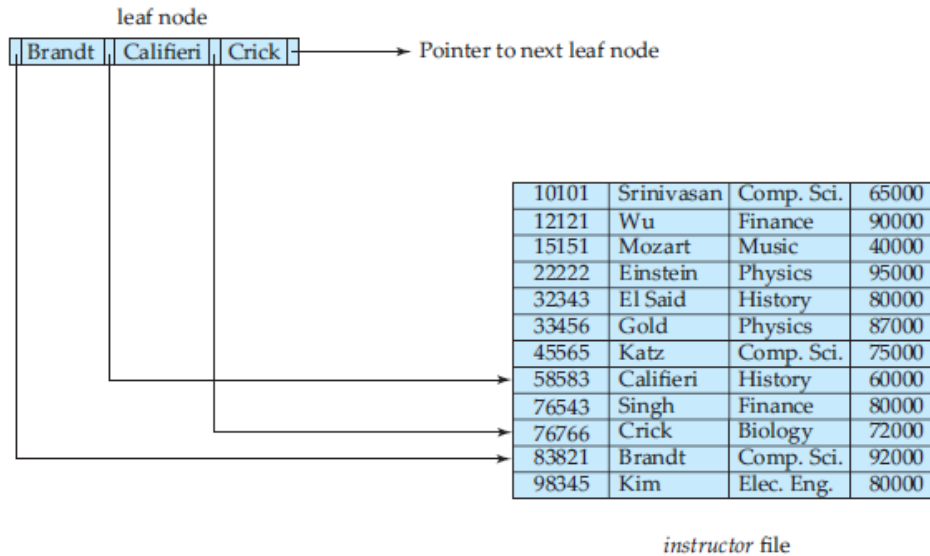 leaf node
Brandt Califieri Crick
Pointer to next leaf node
10101 Srinivasan Comp. Sci. 65000
12121 Wu Finance 90000
15151 Mozart Music 40000
22222 Einstein Physics 95000
32343 El Said History 80000
33456 Gold Physics 87000
45565 Katz Comp. Sci. 75000
58583 Califieri History 60000
76543 Singh Finance 80000
76766 Crick Biology 72000
83821 Brandt Comp. Sci. 92000
98345 Kim Elec. Eng. 80000
instructor file